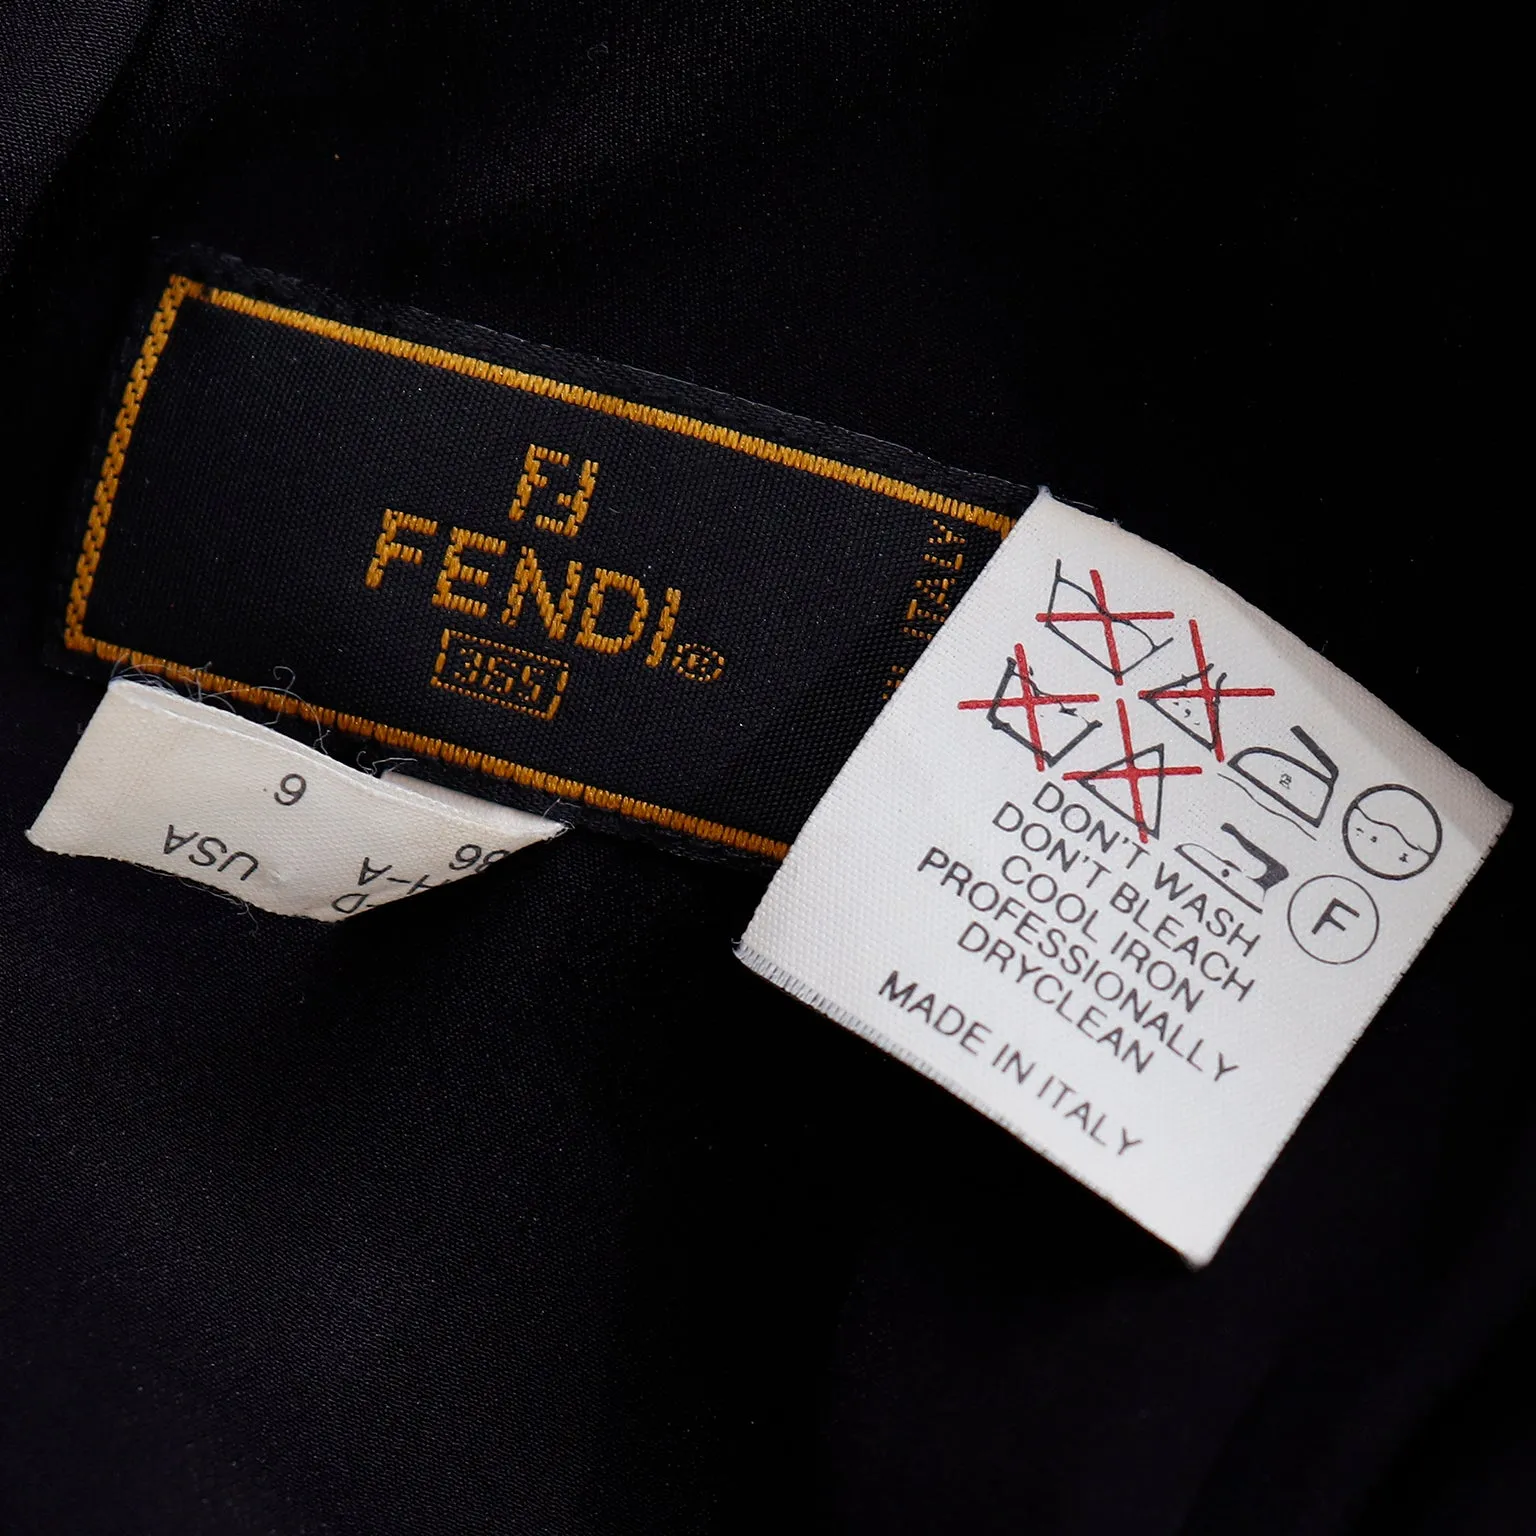 FENDI®
365
ITALY
DON'T WASH
DON'T BLEACH
COOL IRON
PROFESSIONALLY
DRYCLEAN
MADE IN ITALY
F
6
USA